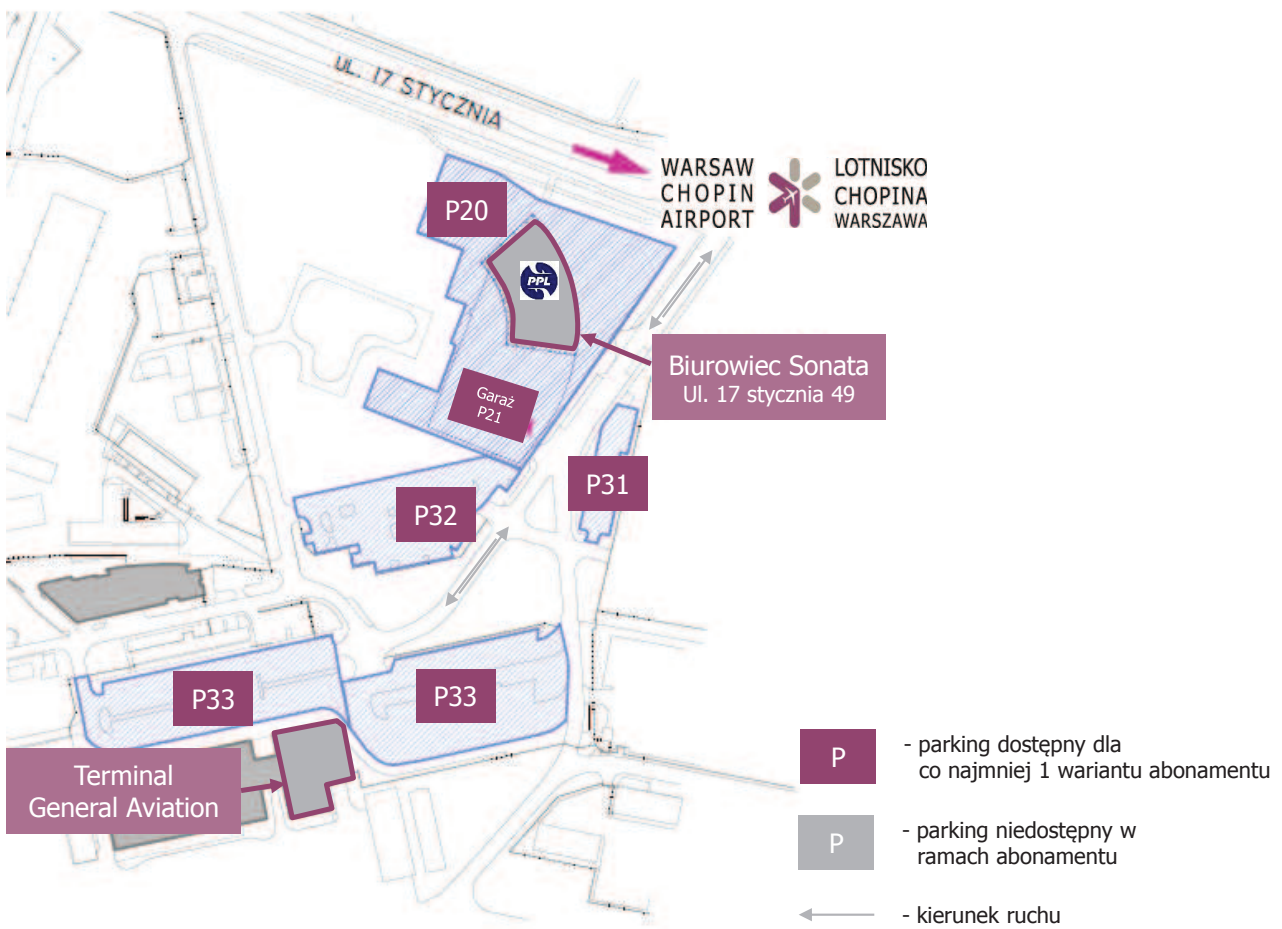 UL. 17 STYCZNIA
WARSAW
CHOPIN
AIRPORT
LOTNISKO
CHOPINA
WARSZAWA
P20
PPL
Biurowiec Sonata
Ul. 17 stycznia 49
Garaż
P21
P31
P32
P33
P33
Terminal
General Aviation
P
- parking dostępny dla
co najmniej 1 wariantu abonamentu
P
- parking niedostępny w
ramach abonamentu
- kierunek ruchu